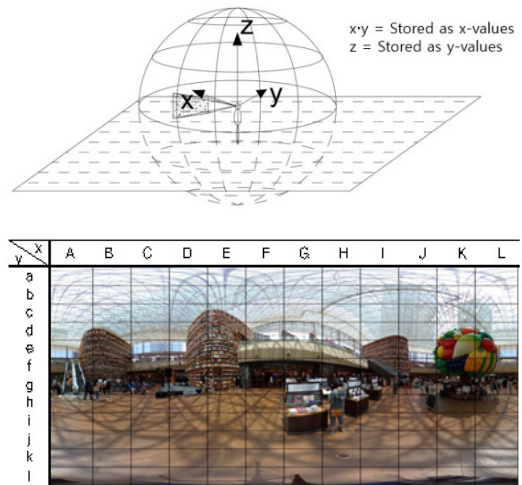 z
x
y
x·y = Stored as x-values
z = Stored as y-values
y x A B C D E F G H I J K L
a
b
c
d
e
f
g
h
i
j
k
l